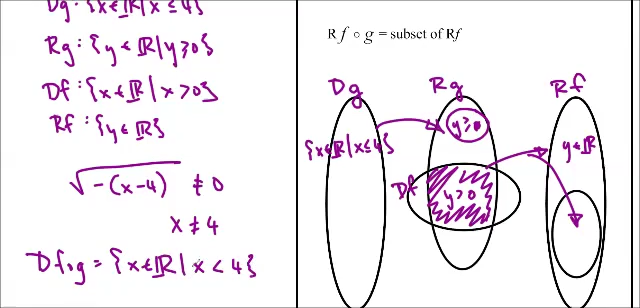 Dg : {x ∈ ℝ | x ≤ 4}
Rg : {y ∈ ℝ | y ≥ 0}
Df : {x ∈ ℝ | x > 0}
Rf : {y ∈ ℝ}
√-(x-4) ≠ 0
x ≠ 4
Df∘g = {x ∈ ℝ | x < 4}
R f ∘ g = subset of Rf
Dg Rg Rf
{x ∈ ℝ | x ≤ 4}
y ≥ 0
y ∈ ℝ
Df
y > 0